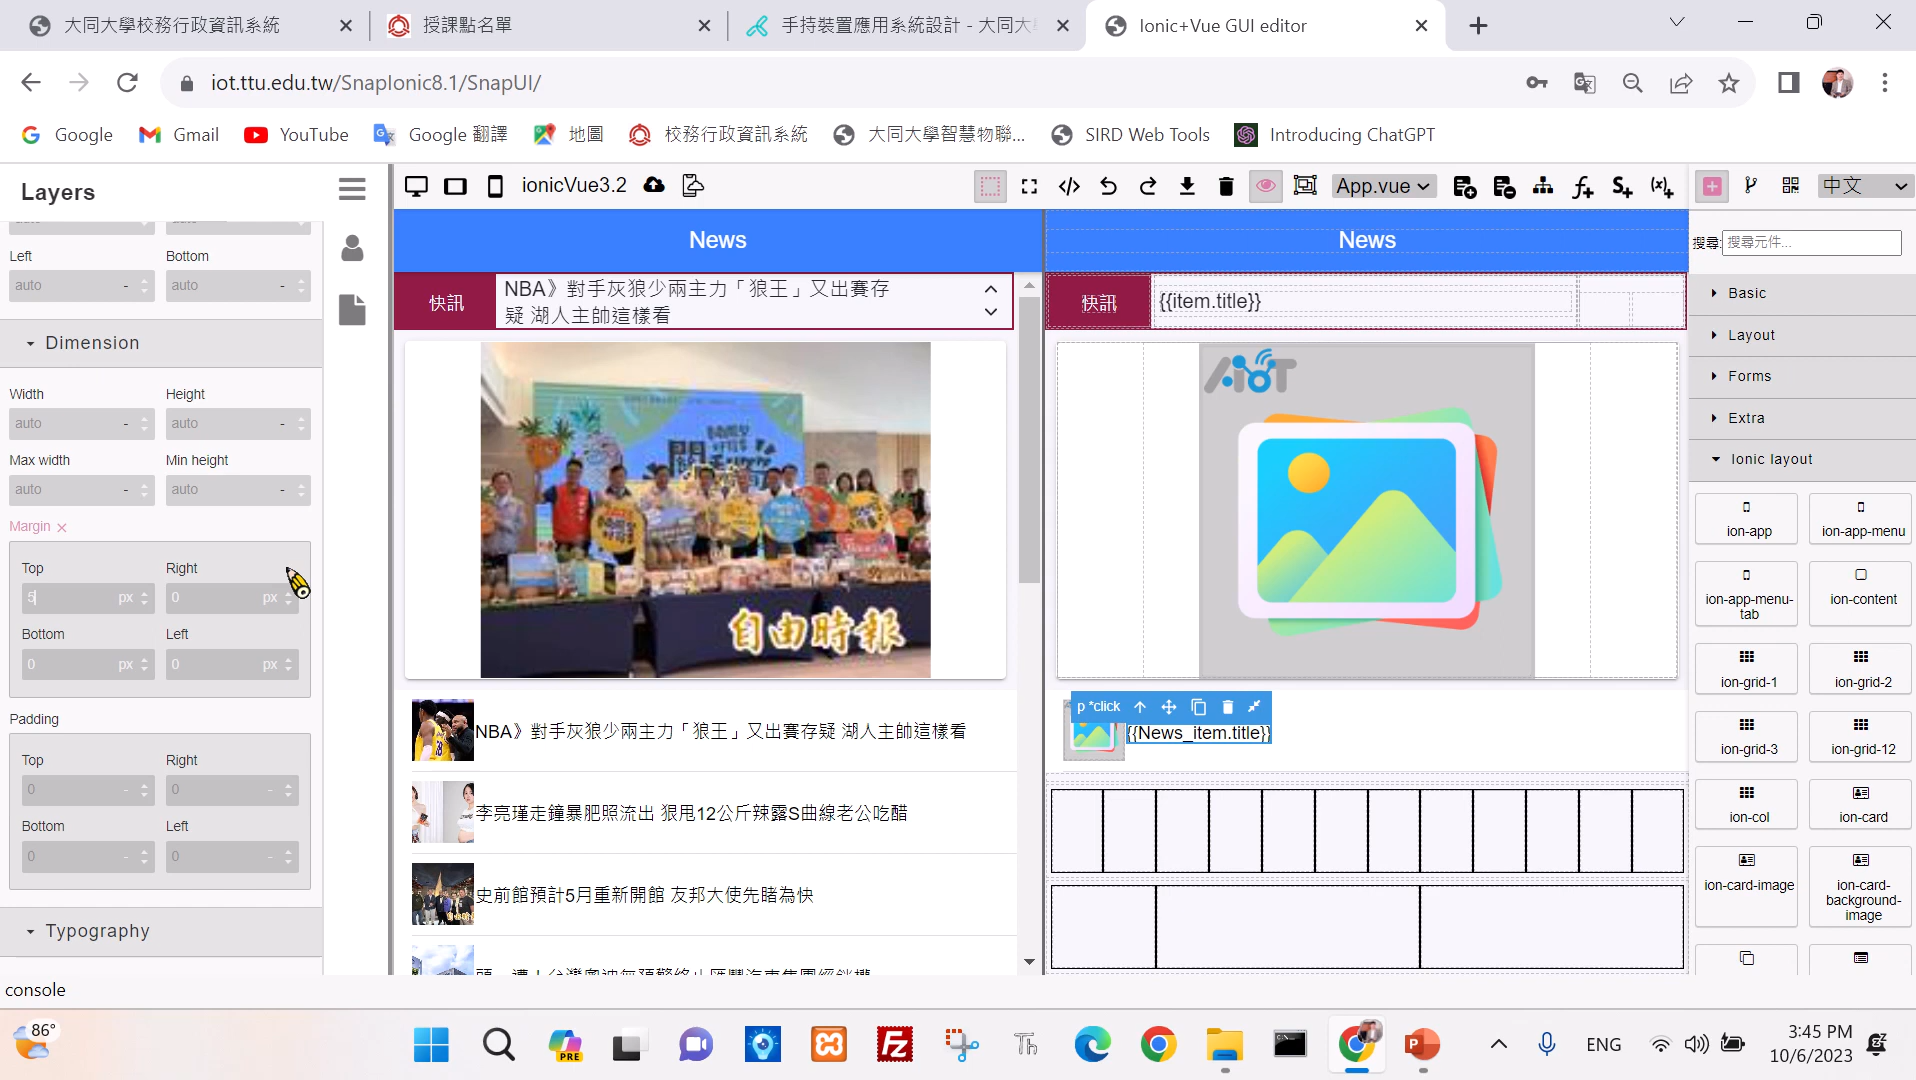 大同大學校務行政資訊系統
授課點名單
手持裝置應用系統設計 - 大同大
Ionic+Vue GUI editor
iot.ttu.edu.tw/SnapIonic8.1/SnapUI/
Google
Gmail
YouTube
Google 翻譯
地圖
校務行政資訊系統
大同大學智慧物聯...
SIRD Web Tools
Introducing ChatGPT
Layers
ionicVue3.2
App.vue
中文
Left
Bottom
auto -
auto -
Dimension
Width
Height
auto -
auto -
Max width
Min height
auto -
auto -
Margin
Top
Right
5 px
0 px
Bottom
Left
0 px
0 px
Padding
Top
Right
0 -
0 -
Bottom
Left
0 -
0 -
Typography
News
快訊
NBA》對手灰狼少兩主力「狼王」又出賽存
疑 湖人主帥這樣看
自由時報
NBA》對手灰狼少兩主力「狼王」又出賽存疑 湖人主帥這樣看
李亮瑾走鐘暴肥照流出 狠甩12公斤辣露S曲線老公吃醋
史前館預計5月重新開館 友邦大使先睹為快
News
快訊
{{item.title}}
AIoT
p *click
{{News_item.title}}
搜尋:
搜尋元件...
Basic
Layout
Forms
Extra
Ionic layout
ion-app
ion-app-menu
ion-app-menu-
tab
ion-content
ion-grid-1
ion-grid-2
ion-grid-3
ion-grid-12
ion-col
ion-card
ion-card-image
ion-card-
background-
image
console
86°
PRE
Th
ENG
3:45 PM
10/6/2023